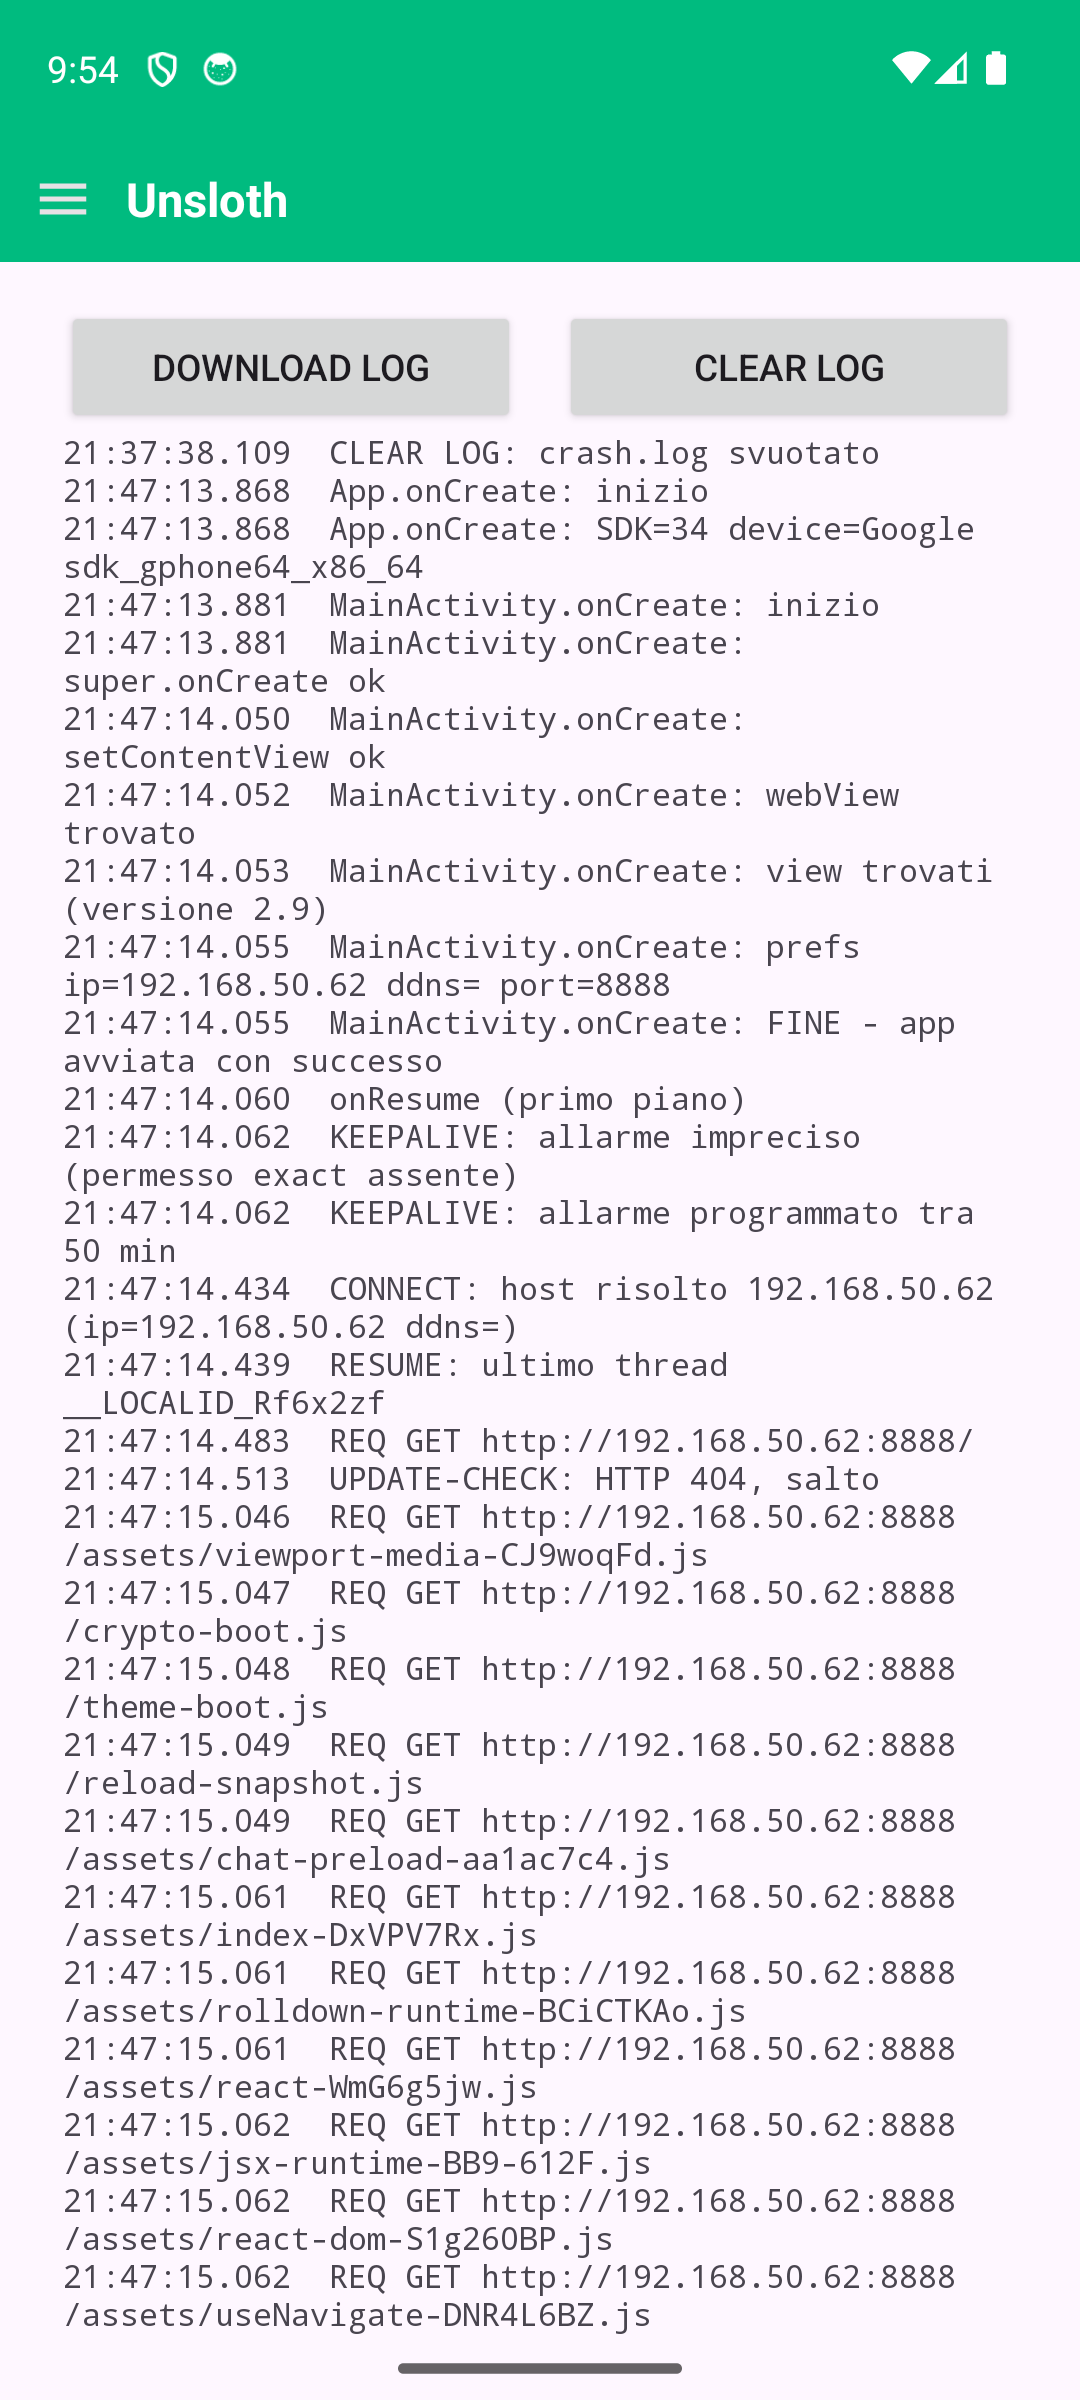 9:54
Unsloth
DOWNLOAD LOG
CLEAR LOG
21:37:38.109  CLEAR LOG: crash.log svuotato
21:47:13.868  App.onCreate: inizio
21:47:13.868  App.onCreate: SDK=34 device=Google
sdk_gphone64_x86_64
21:47:13.881  MainActivity.onCreate: inizio
21:47:13.881  MainActivity.onCreate:
super.onCreate ok
21:47:14.050  MainActivity.onCreate:
setContentView ok
21:47:14.052  MainActivity.onCreate: webView
trovato
21:47:14.053  MainActivity.onCreate: view trovati
(versione 2.9)
21:47:14.055  MainActivity.onCreate: prefs
ip=192.168.50.62 ddns= port=8888
21:47:14.055  MainActivity.onCreate: FINE - app
avviata con successo
21:47:14.060  onResume (primo piano)
21:47:14.062  KEEPALIVE: allarme impreciso
(permesso exact assente)
21:47:14.062  KEEPALIVE: allarme programmato tra
50 min
21:47:14.434  CONNECT: host risolto 192.168.50.62
(ip=192.168.50.62 ddns=)
21:47:14.439  RESUME: ultimo thread
__LOCALID_Rf6x2zf
21:47:14.483  REQ GET http://192.168.50.62:8888/
21:47:14.513  UPDATE-CHECK: HTTP 404, salto
21:47:15.046  REQ GET http://192.168.50.62:8888
/assets/viewport-media-CJ9woqFd.js
21:47:15.047  REQ GET http://192.168.50.62:8888
/crypto-boot.js
21:47:15.048  REQ GET http://192.168.50.62:8888
/theme-boot.js
21:47:15.049  REQ GET http://192.168.50.62:8888
/reload-snapshot.js
21:47:15.049  REQ GET http://192.168.50.62:8888
/assets/chat-preload-aa1ac7c4.js
21:47:15.061  REQ GET http://192.168.50.62:8888
/assets/index-DxVPV7Rx.js
21:47:15.061  REQ GET http://192.168.50.62:8888
/assets/rolldown-runtime-BCiCTKAo.js
21:47:15.061  REQ GET http://192.168.50.62:8888
/assets/react-WmG6g5jw.js
21:47:15.062  REQ GET http://192.168.50.62:8888
/assets/jsx-runtime-BB9-612F.js
21:47:15.062  REQ GET http://192.168.50.62:8888
/assets/react-dom-S1g260BP.js
21:47:15.062  REQ GET http://192.168.50.62:8888
/assets/useNavigate-DNR4L6BZ.js